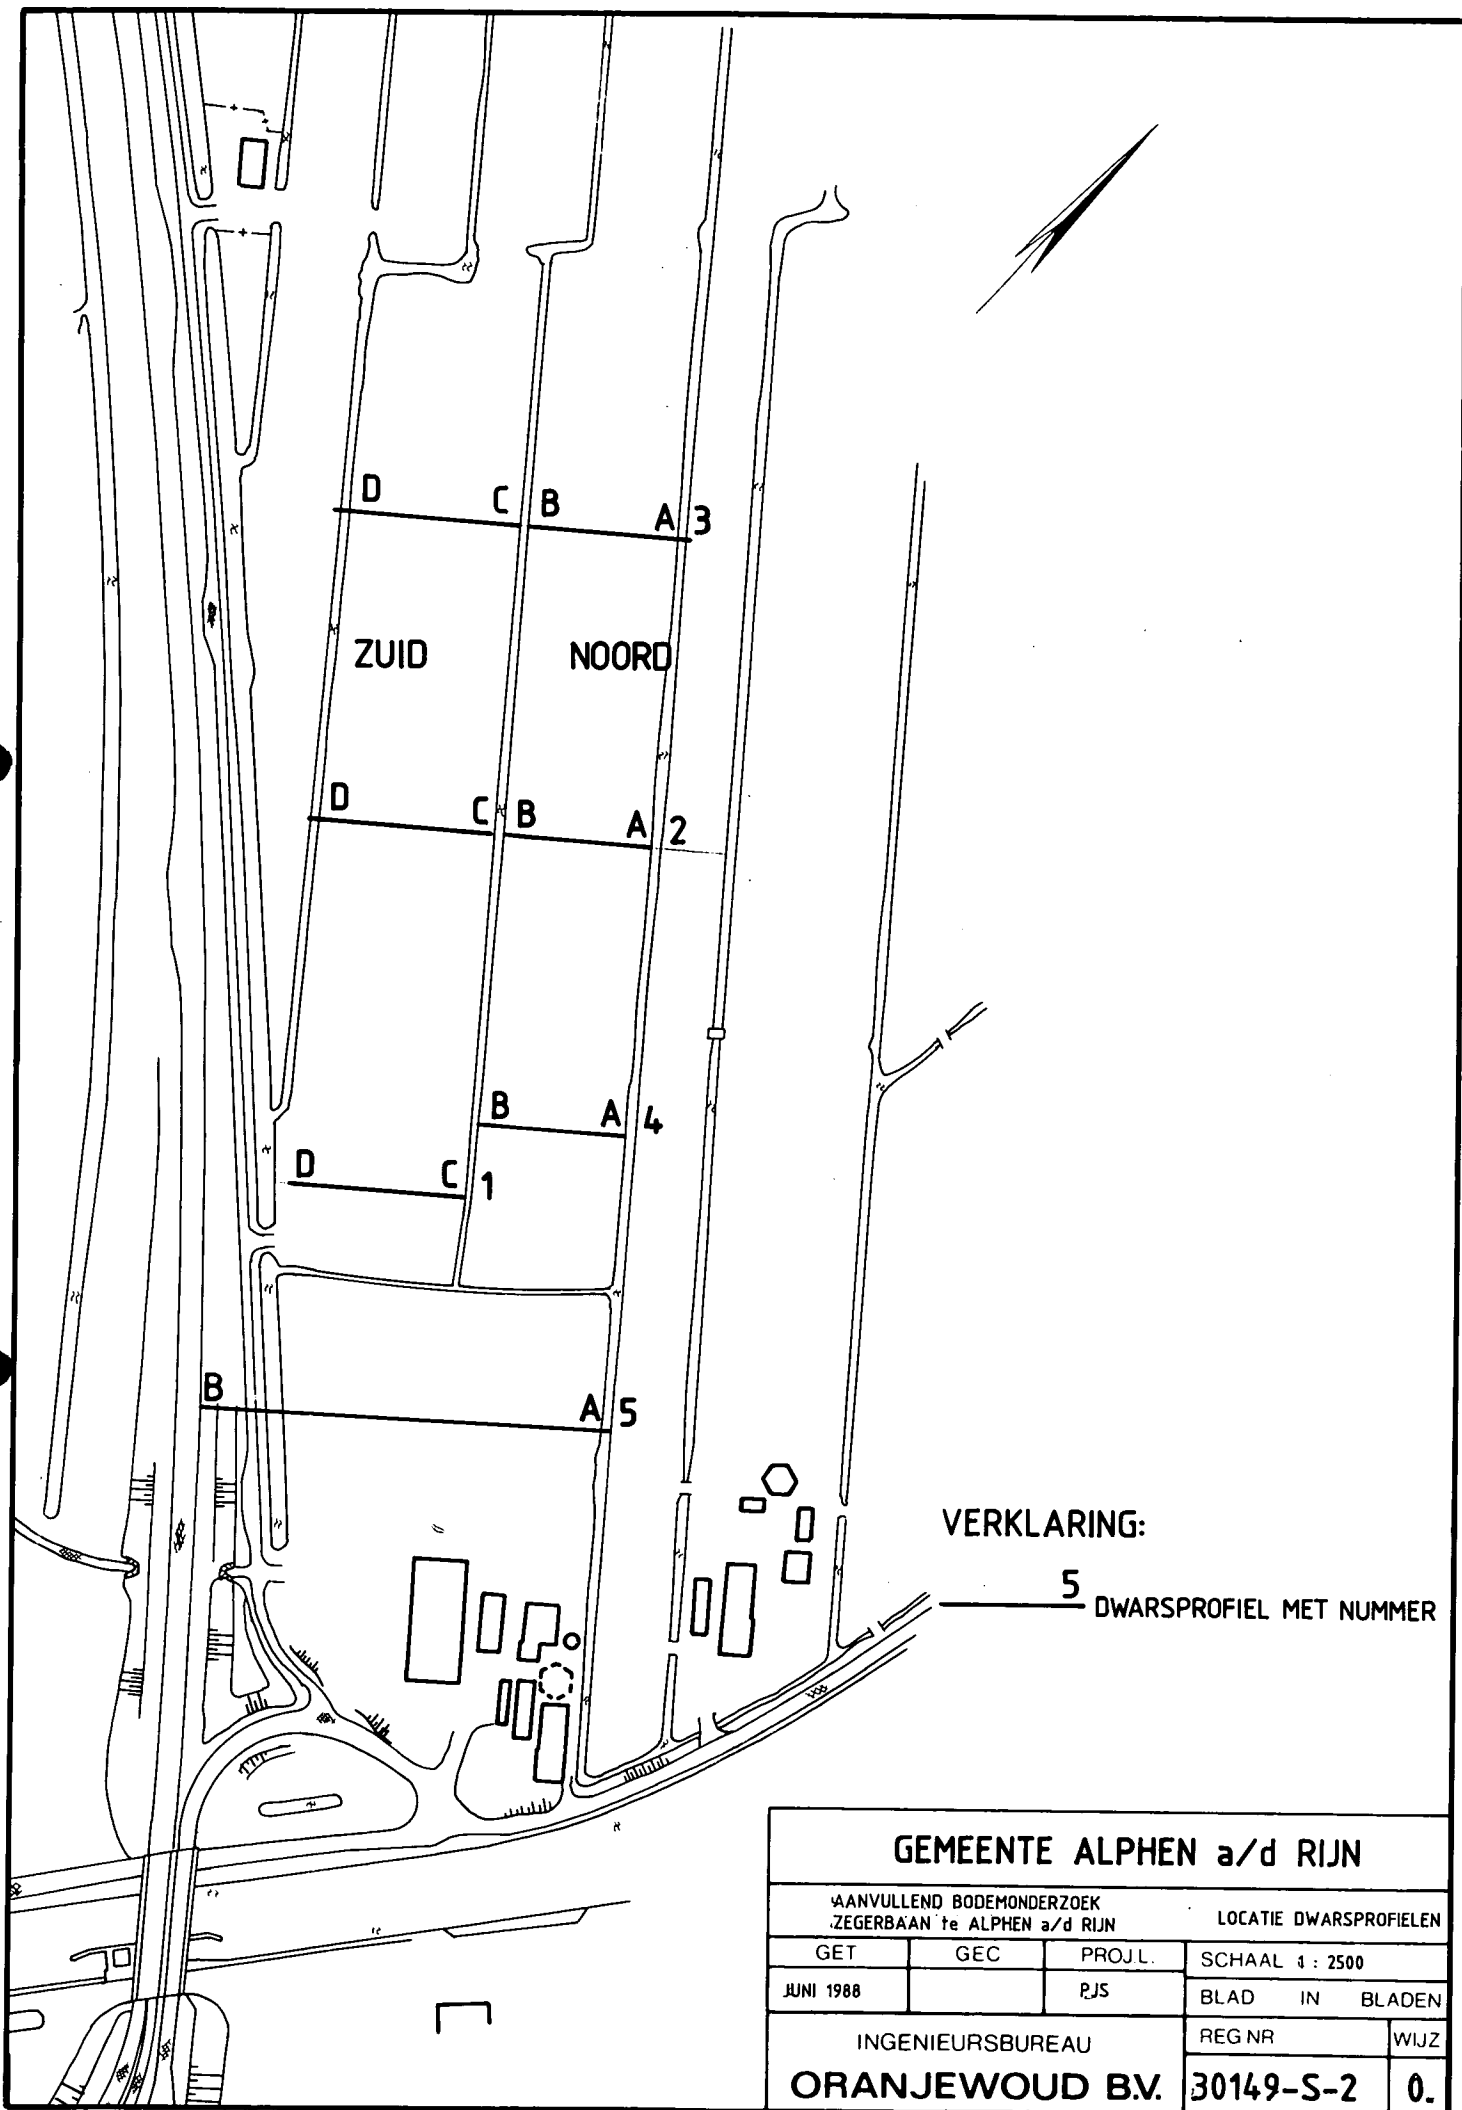 D C B A 3
ZUID NOORD
D C B A 2
B A 4
D C 1
B A 5
VERKLARING:
5 DWARSPROFIEL MET NUMMER
GEMEENTE ALPHEN a/d RIJN
AANVULLEND BODEMONDERZOEK
ZEGERBAAN te ALPHEN a/d RIJN
LOCATIE DWARSPROFIELEN
GET GEC PROJ.L. SCHAAL 1 : 2500
JUNI 1988 PJS BLAD IN BLADEN
INGENIEURSBUREAU
ORANJEWOUD B.V.
REG NR WIJZ
30149-S-2 0.